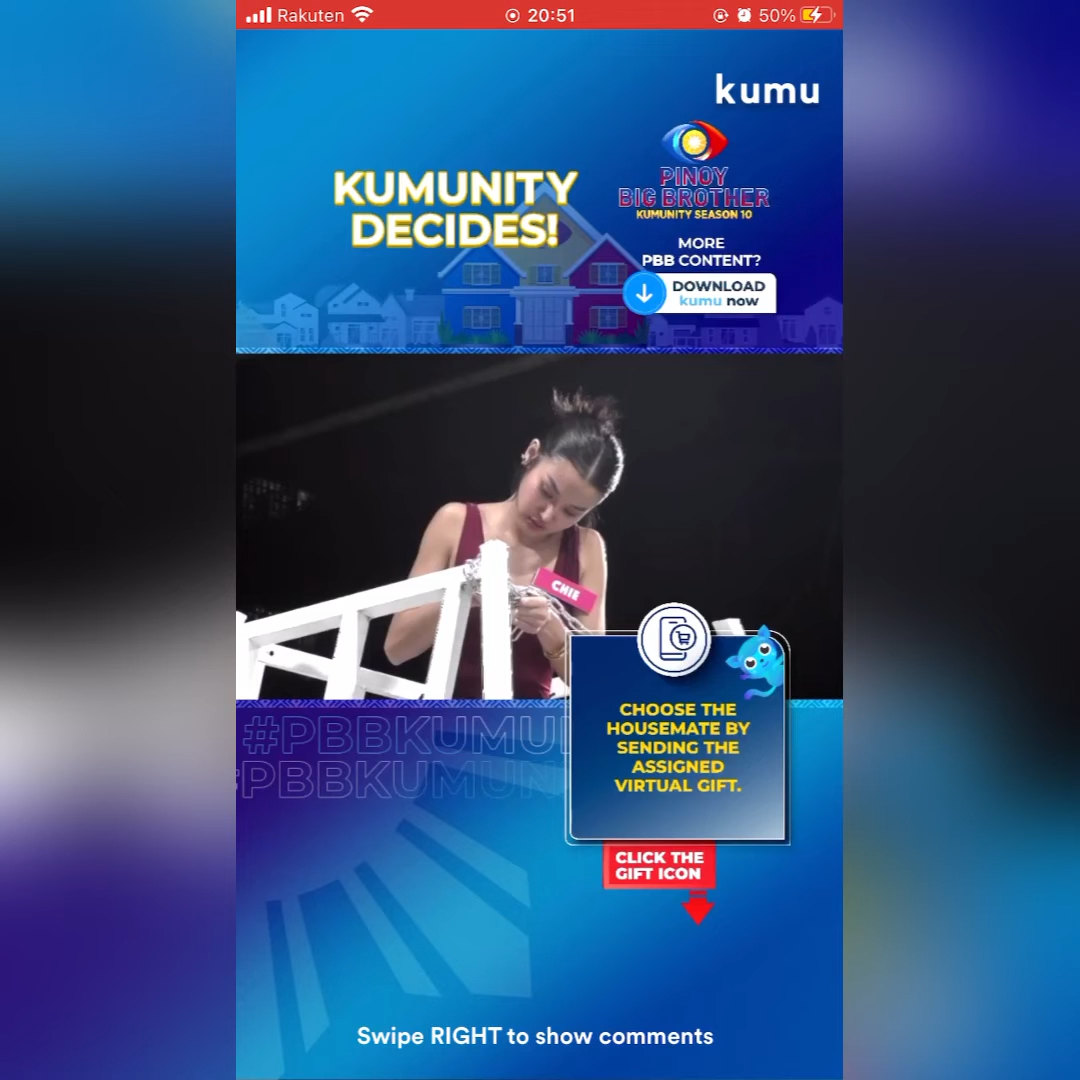 Rakuten 20:51 50%
kumu
KUMUNITY
DECIDES!
PINOY
BIG BROTHER
KUMUNITY SEASON 10
MORE
PBB CONTENT?
DOWNLOAD
kumu now
CHIE
CHOOSE THE
HOUSEMATE BY
SENDING THE
ASSIGNED
VIRTUAL GIFT.
#PBBKUMU
PBBKUMUN
CLICK THE
GIFT ICON
Swipe RIGHT to show comments